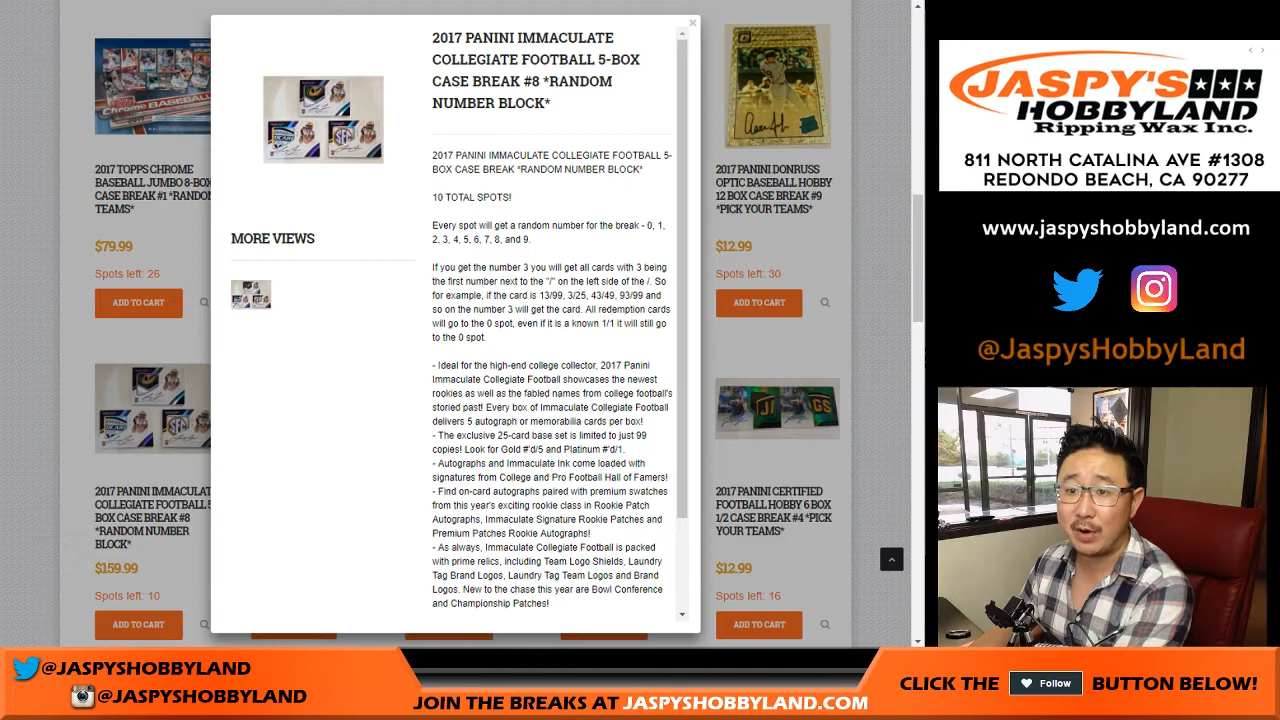 2017 TOPPS CHROME
BASEBALL JUMBO 8-BOX
CASE BREAK #1 *RANDOM
TEAMS*
$79.99
Spots left: 26
ADD TO CART
2017 PANINI IMMACULATE
COLLEGIATE FOOTBALL 5
BOX CASE BREAK #8
*RANDOM NUMBER
BLOCK*
$159.99
Spots left: 10
ADD TO CART
MORE VIEWS
2017 PANINI IMMACULATE
COLLEGIATE FOOTBALL 5-BOX
CASE BREAK #8 *RANDOM
NUMBER BLOCK*
2017 PANINI IMMACULATE COLLEGIATE FOOTBALL 5-
BOX CASE BREAK *RANDOM NUMBER BLOCK*
10 TOTAL SPOTS!
Every spot will get a random number for the break - 0, 1,
2, 3, 4, 5, 6, 7, 8, and 9.
If you get the number 3 you will get all cards with 3 being
the first number next to the "/" on the left side of the /. So
for example, if the card is 13/99, 3/25, 43/49, 93/99 and
so on the number 3 will get the card. All redemption cards
will go to the 0 spot, even if it is a known 1/1 it will still go
to the 0 spot.
- Ideal for the high-end college collector, 2017 Panini
Immaculate Collegiate Football showcases the newest
rookies as well as the fabled names from college football's
storied past! Every box of Immaculate Collegiate Football
delivers 5 autograph or memorabilia cards per box!
- The exclusive 25-card base set is limited to just 99
copies! Look for Gold #'d/5 and Platinum #'d/1.
- Autographs and Immaculate Ink come loaded with
signatures from College and Pro Football Hall of Famers!
- Find on-card autographs paired with premium swatches
from this year's exciting rookie class in Rookie Patch
Autographs, Immaculate Signature Rookie Patches and
Premium Patches Rookie Autographs!
- As always, Immaculate Collegiate Football is packed
with prime relics, including Team Logo Shields, Laundry
Tag Brand Logos, Laundry Tag Team Logos and Brand
Logos. New to the chase this year are Bowl Conference
and Championship Patches!
2017 PANINI DONRUSS
OPTIC BASEBALL HOBBY
12 BOX CASE BREAK #9
*PICK YOUR TEAMS*
$12.99
Spots left: 30
ADD TO CART
2017 PANINI CERTIFIED
FOOTBALL HOBBY 6 BOX
1/2 CASE BREAK #4 *PICK
YOUR TEAMS*
$12.99
Spots left: 16
ADD TO CART
JASPY'S
HOBBYLAND
Ripping Wax Inc.
811 NORTH CATALINA AVE #1308
REDONDO BEACH, CA 90277
www.jaspyshobbyland.com
@JaspysHobbyLand
@JASPYSHOBBYLAND
@JASPYSHOBBYLAND
JOIN THE BREAKS AT JASPYSHOBBYLAND.COM
CLICK THE Follow BUTTON BELOW!